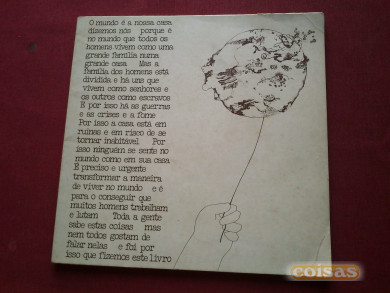 O mundo é a nossa casa
dizemos nós porque é
no mundo que todos os
homens vivem como uma
grande família numa
grande casa Mas a
família dos homens está
dividida e há uns que
vivem como senhores e
os outros como escravos
E por isso há as guerras
e as crises e a fome
Por isso a casa está em
ruinas e em risco de se
tornar inabitável Por
isso ninguém se sente no
mundo como em sua casa
É preciso e urgente
transformar a maneira
de viver no mundo e é
para o conseguir que
muitos homens trabalham
e lutam Toda a gente
sabe estas coisas mas
nem todos gostam de
falar nelas e foi por
isso que fizemos este livro
coisas